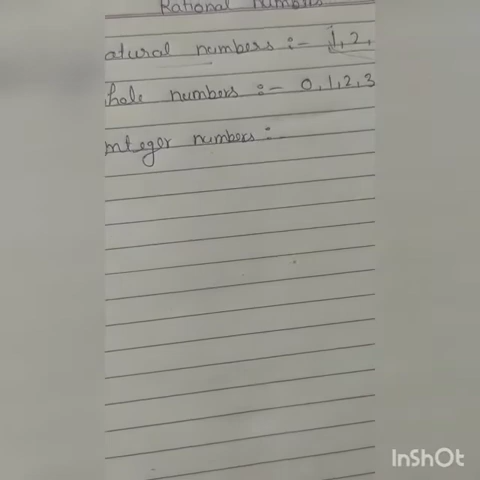 Rational numbers
atural numbers :- 1, 2,
hole numbers :- 0, 1, 2, 3
nteger numbers :-
InShOt